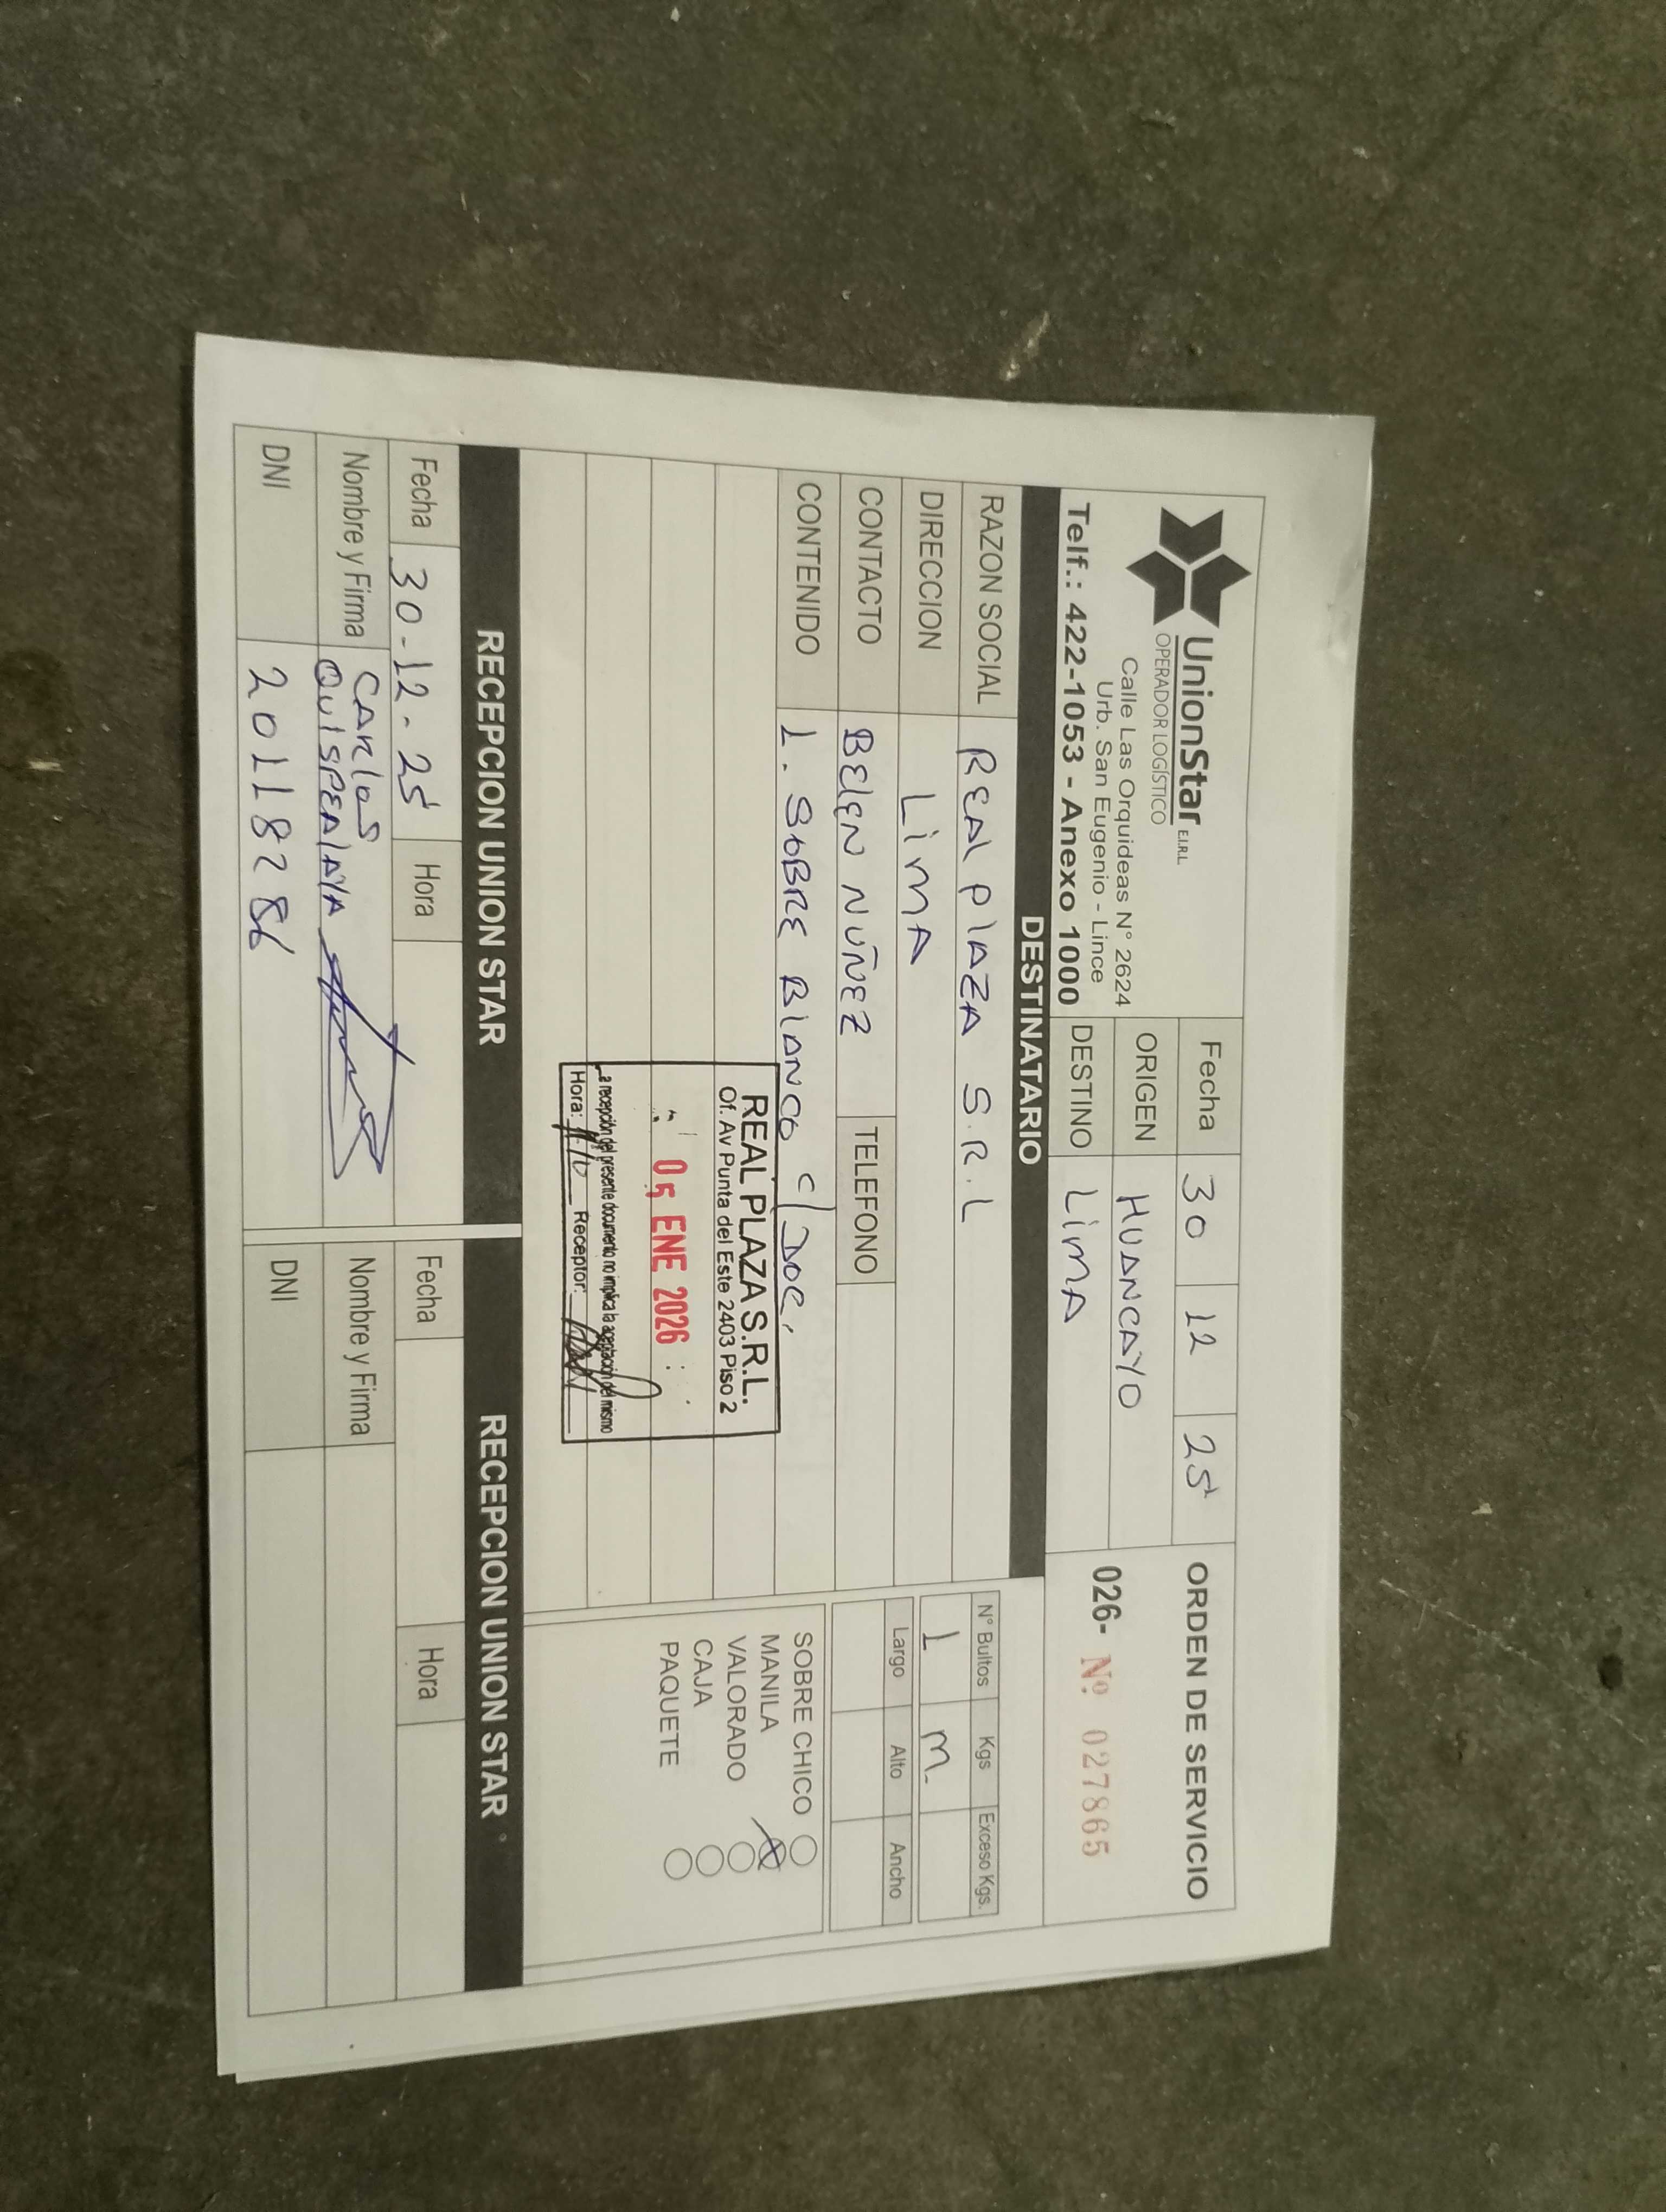 UnionStar E.I.R.L.
OPERADOR LOGÍSTICO
Calle Las Orquideas N° 2624
Urb. San Eugenio - Lince
Telf.: 422-1053 - Anexo 1000
Fecha 30 12 25
ORIGEN HUANCAYO
DESTINO LimA
ORDEN DE SERVICIO
026- Nº 027865
DESTINATARIO
RAZON SOCIAL REAL PLAZA S.R.L
DIRECCION LimA
CONTACTO BELEN NUÑEZ TELEFONO
CONTENIDO 1. SOBRE BLANCO c/Doc.
N° Bultos Kgs Exceso Kgs.
1 m.
Largo Alto Ancho
SOBRE CHICO
MANILA
VALORADO
CAJA
PAQUETE
REAL PLAZA S.R.L.
Of. Av Punta del Este 2403 Piso 2
05 ENE 2026
La recepción del presente documento no implica la aceptación del mismo
Hora: Receptor:
RECEPCION UNION STAR
Fecha 30-12-25 Hora
Nombre y Firma CARlos QuISPEALAYA
DNI 20118286
RECEPCION UNION STAR
Fecha Hora
Nombre y Firma
DNI